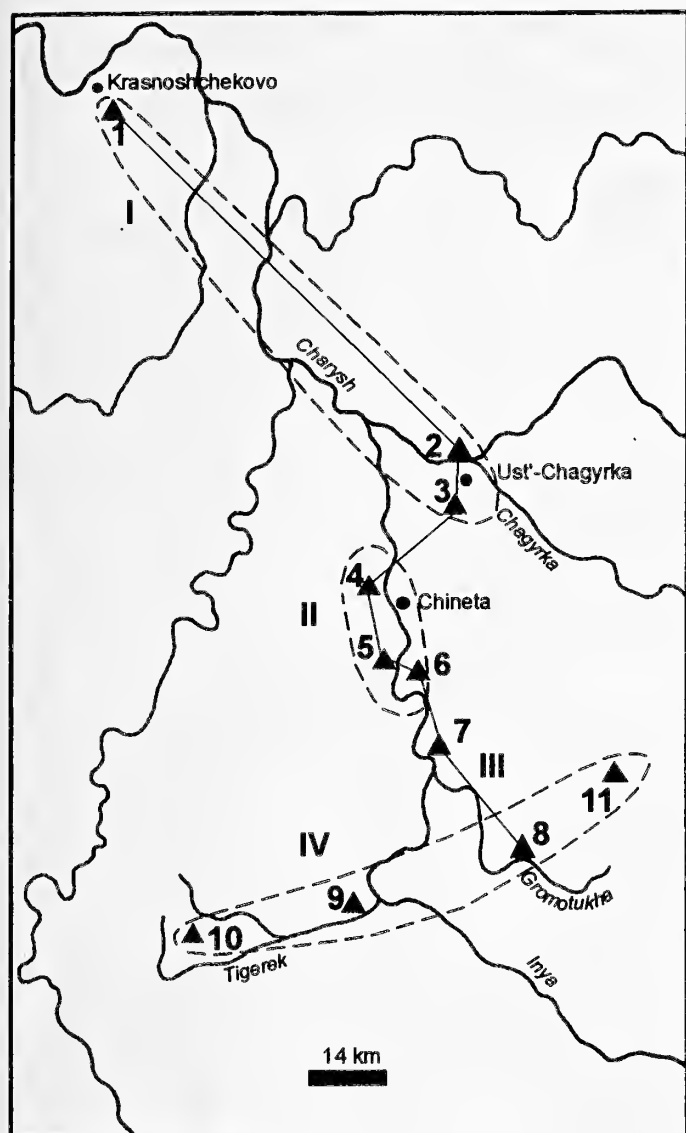 Krasnoshchekovo
1
I
Charysh
2
Ust'-Chagyrka
3
Chagyrka
4
Chineta
II
5
6
7
III
11
8
IV
Gromotukha
9
10
Tigerek
Inya
14 km